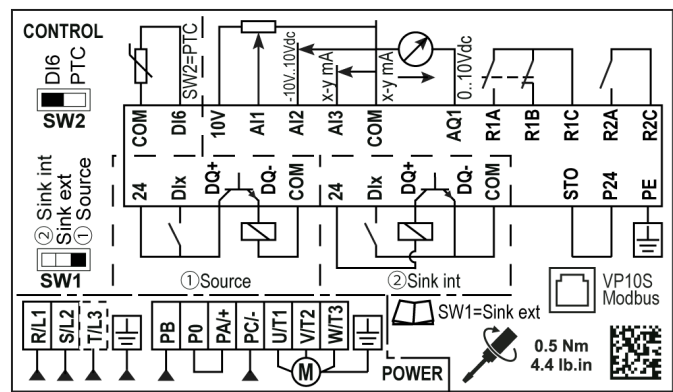 CONTROL
DI6
PTC
SW2
② Sink int
Sink ext
① Source
SW1
SW2=PTC
-10V..10Vdc
x-y mA
x-y mA
0..10Vdc
COM
DI6
10V
AI1
AI2
AI3
COM
AQ1
R1A
R1B
R1C
R2A
R2C
24
DIx
DQ+
DQ-
COM
24
DIx
DQ+
DQ-
COM
STO
P24
PE
①Source
②Sink int
VP10S
Modbus
SW1=Sink ext
R/L1
S/L2
T/L3
PB
P0
PA/+
PC/-
U/T1
V/T2
W/T3
M
POWER
0.5 Nm
4.4 lb.in